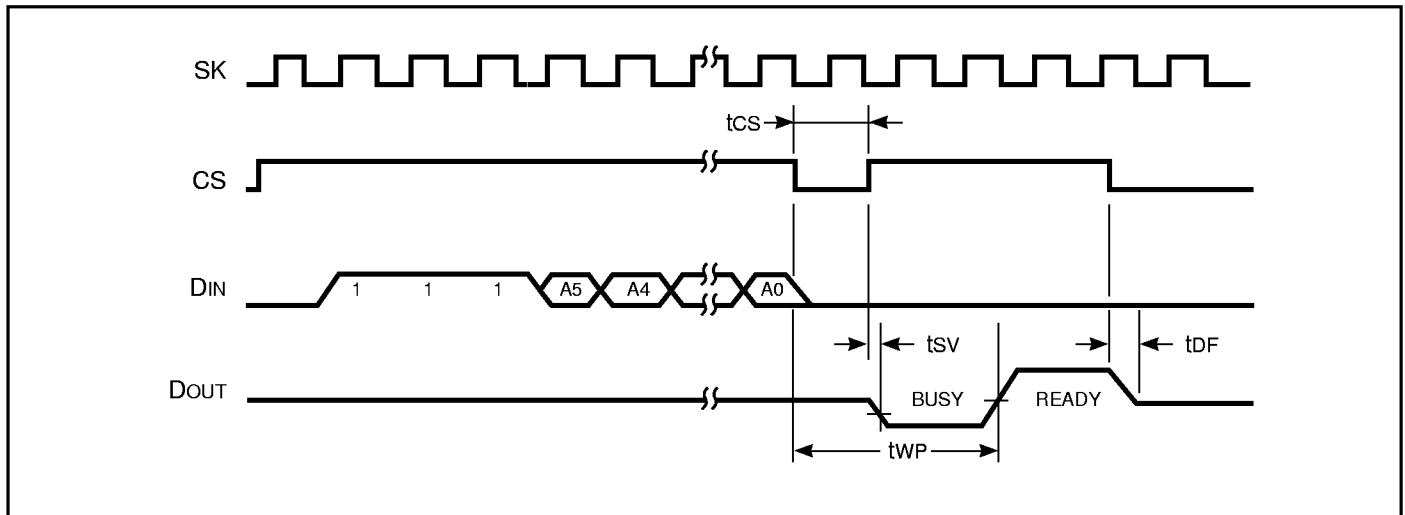 SK
tCS
CS
DIN 1 1 1 A5 A4 A0
tSV tDF
DOUT BUSY READY
tWP